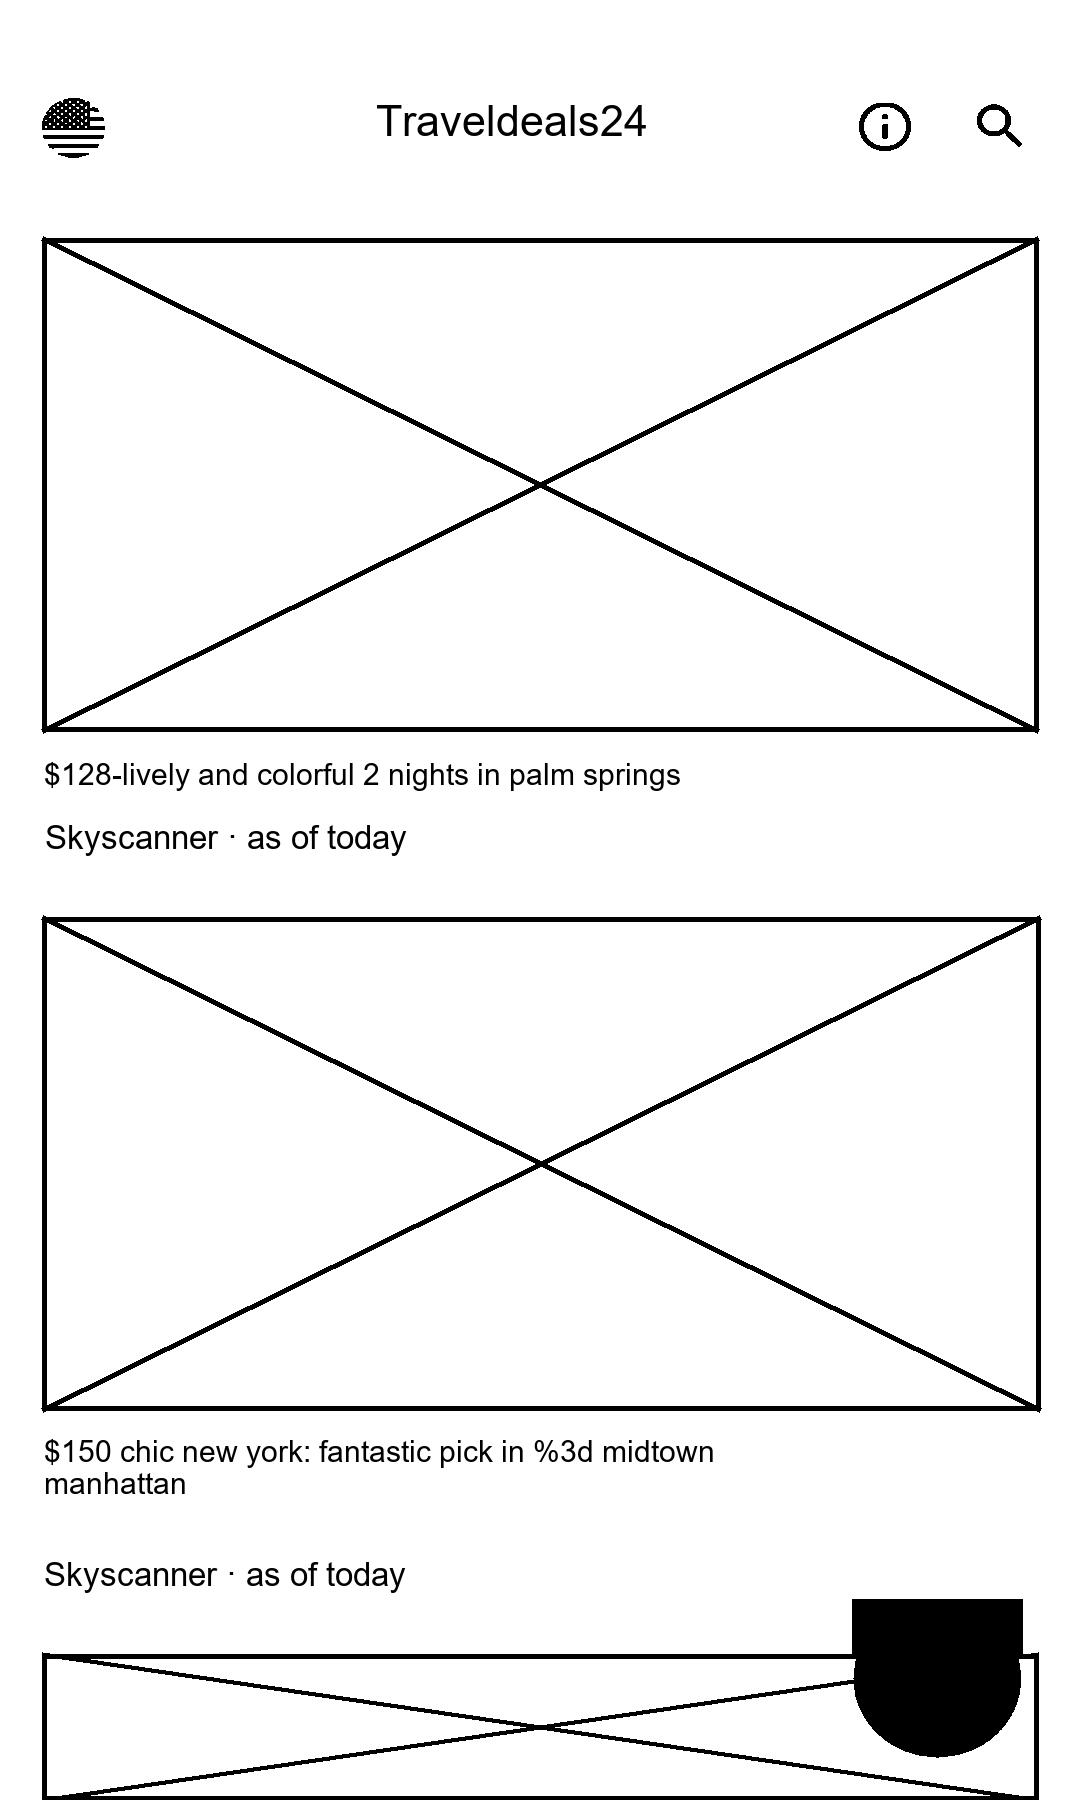 Traveldeals24
$128-lively and colorful 2 nights in palm springs
Skyscanner · as of today
$150 chic new york: fantastic pick in %3d midtown
manhattan
Skyscanner · as of today